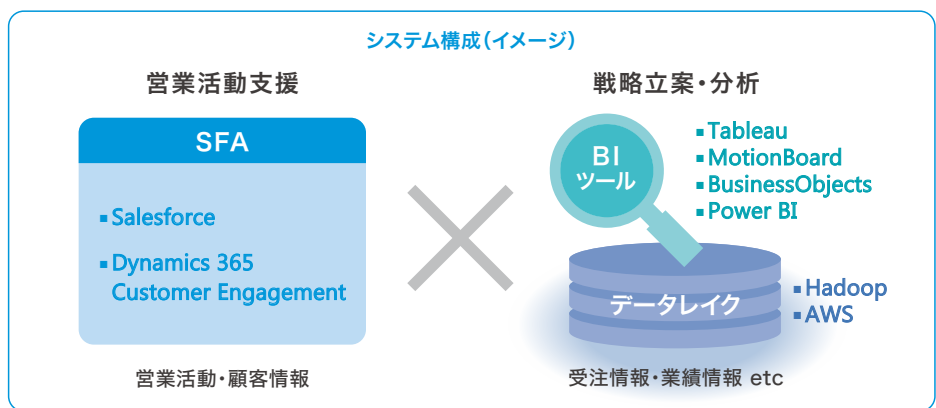 システム構成（イメージ）
営業活動支援
SFA
▪Salesforce
▪Dynamics 365
Customer Engagement
営業活動・顧客情報
戦略立案・分析
BI
ツール
▪Tableau
▪MotionBoard
▪BusinessObjects
▪Power BI
データレイク
▪Hadoop
▪AWS
受注情報・業績情報 etc